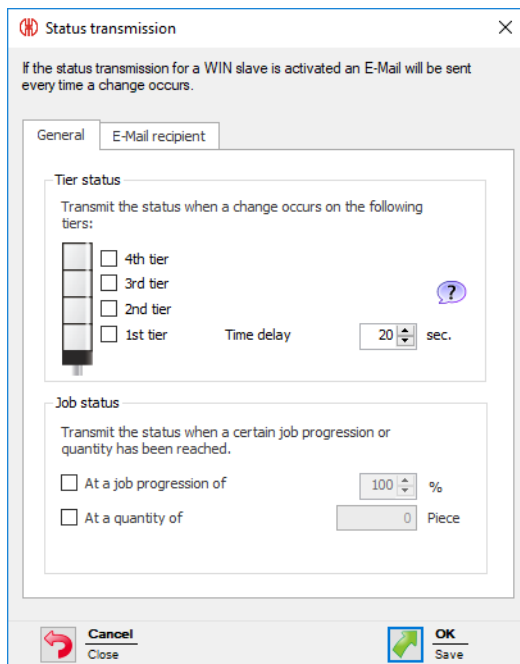 Status transmission
If the status transmission for a WIN slave is activated an E-Mail will be sent
every time a change occurs.
General
E-Mail recipient
Tier status
Transmit the status when a change occurs on the following
tiers:
4th tier
3rd tier
2nd tier
1st tier Time delay 20 sec.
?
Job status
Transmit the status when a certain job progression or
quantity has been reached.
At a job progression of 100 %
At a quantity of 0 Piece
Cancel
Close
OK
Save